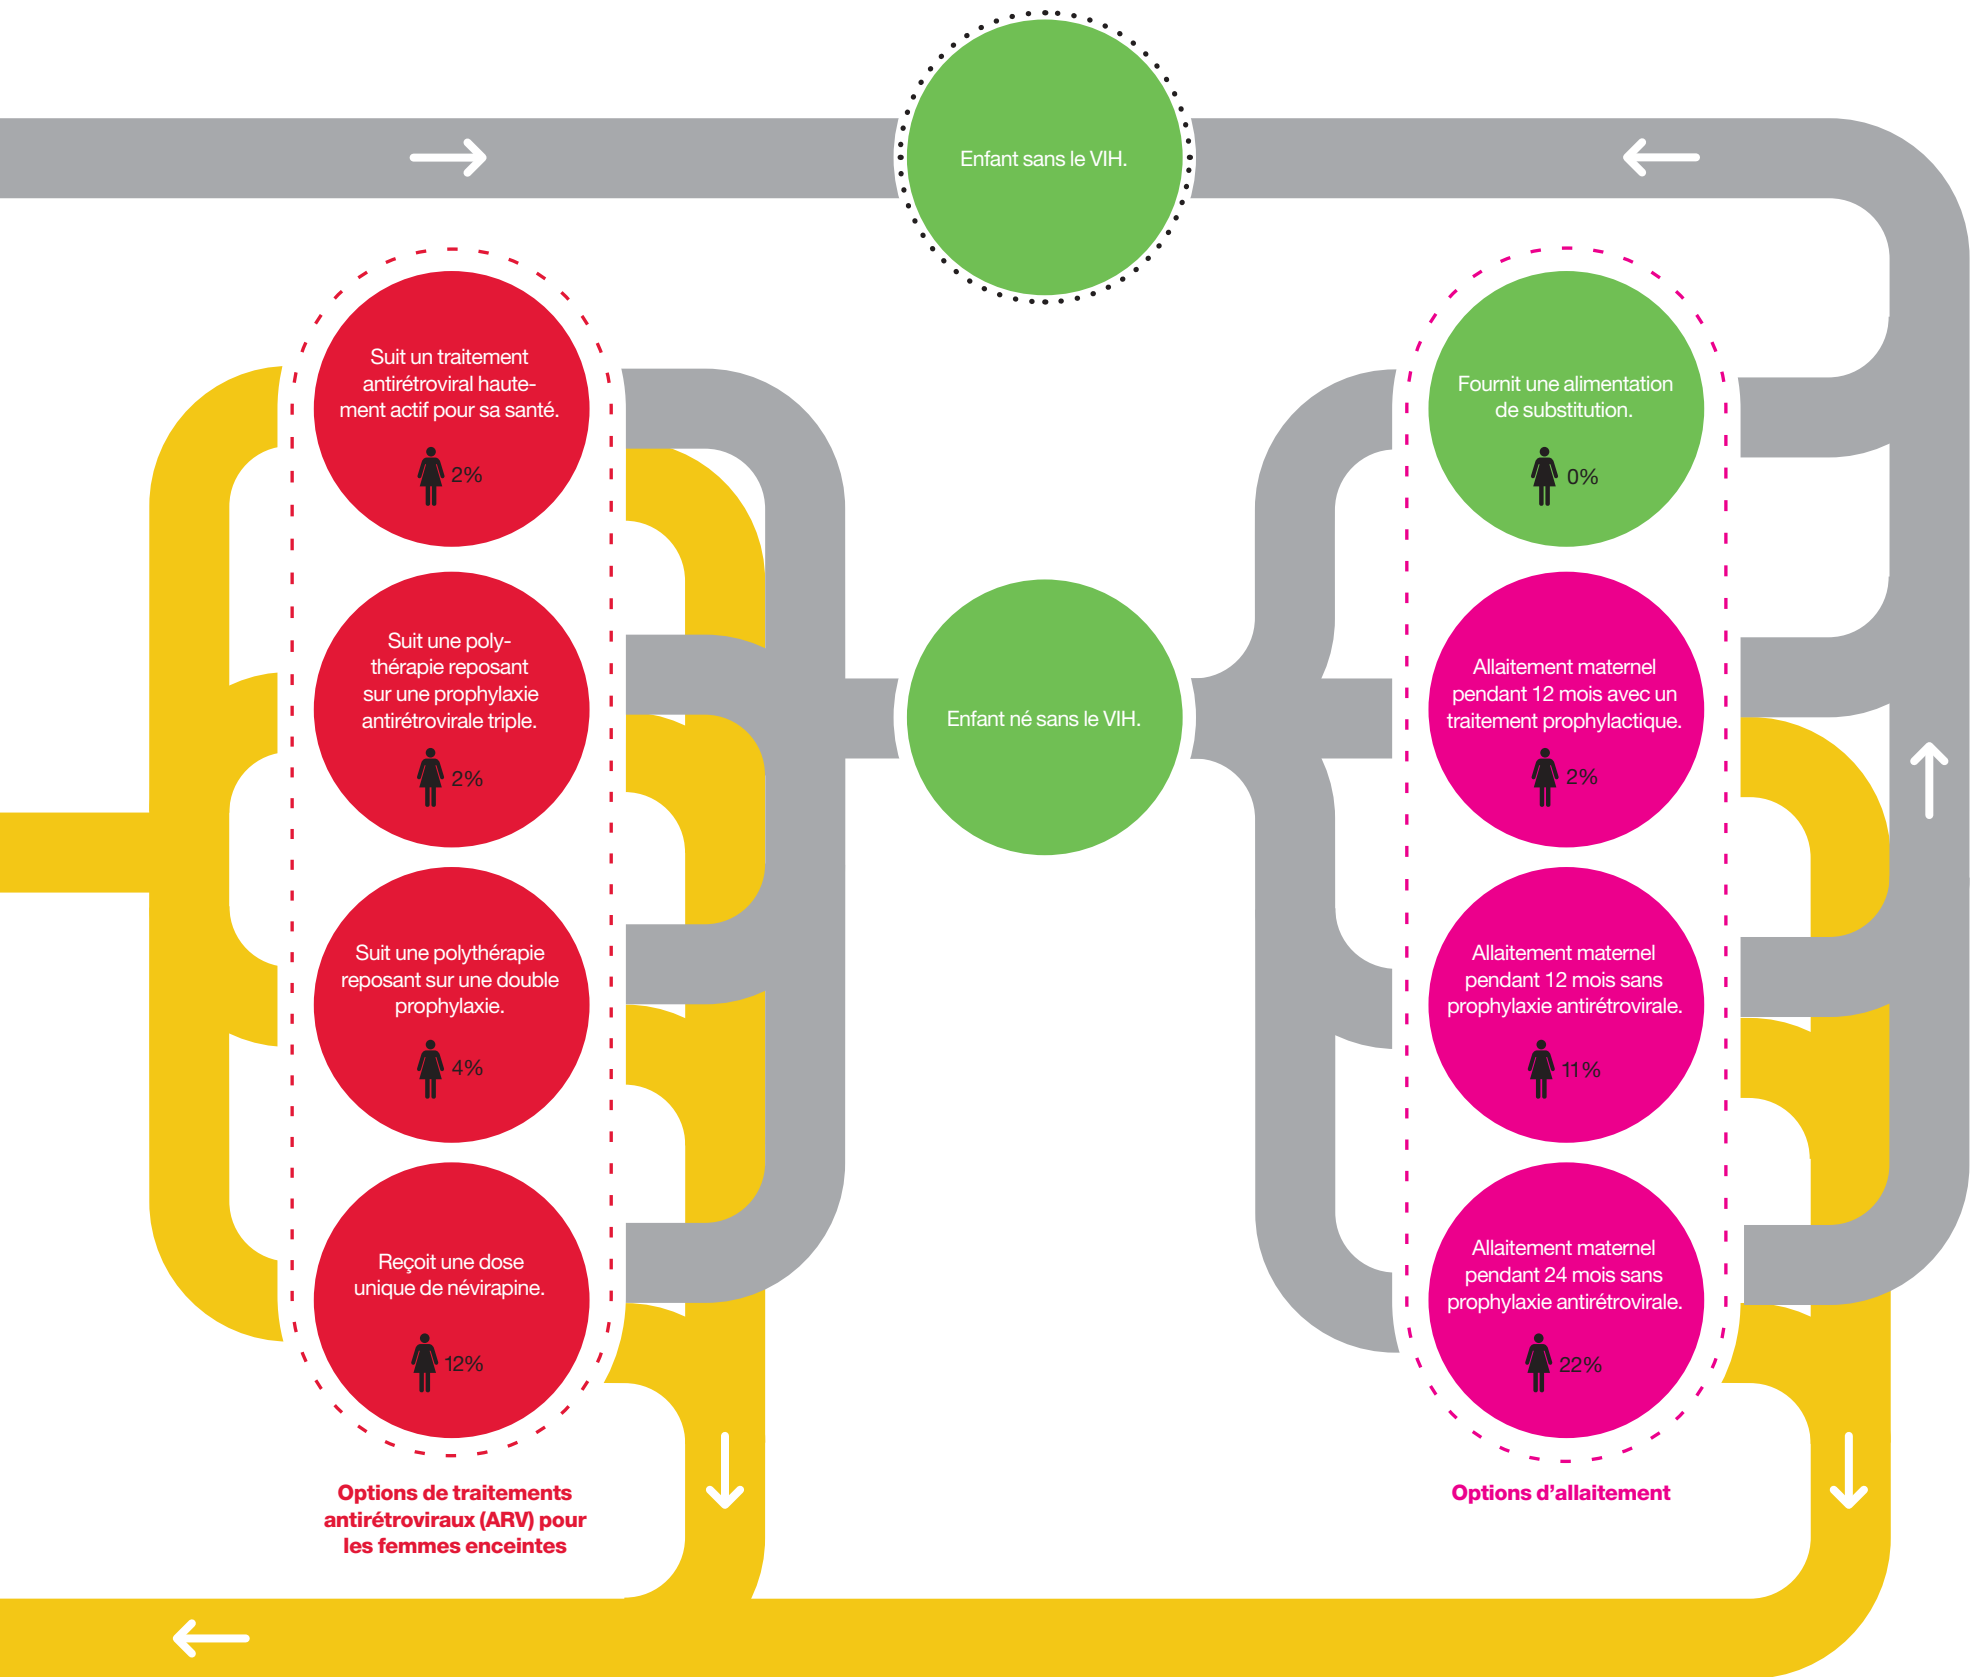 Enfant sans le VIH.
Suit un traitement
antirétroviral haute-
ment actif pour sa santé.
2%
Suit une poly-
thérapie reposant
sur une prophylaxie
antirétrovirale triple.
2%
Suit une polythérapie
reposant sur une double
prophylaxie.
4%
Reçoit une dose
unique de névirapine.
12%
Options de traitements
antirétroviraux (ARV) pour
les femmes enceintes
Enfant né sans le VIH.
Fournit une alimentation
de substitution.
0%
Allaitement maternel
pendant 12 mois avec un
traitement prophylactique.
2%
Allaitement maternel
pendant 12 mois sans
prophylaxie antirétrovirale.
11%
Allaitement maternel
pendant 24 mois sans
prophylaxie antirétrovirale.
22%
Options d’allaitement